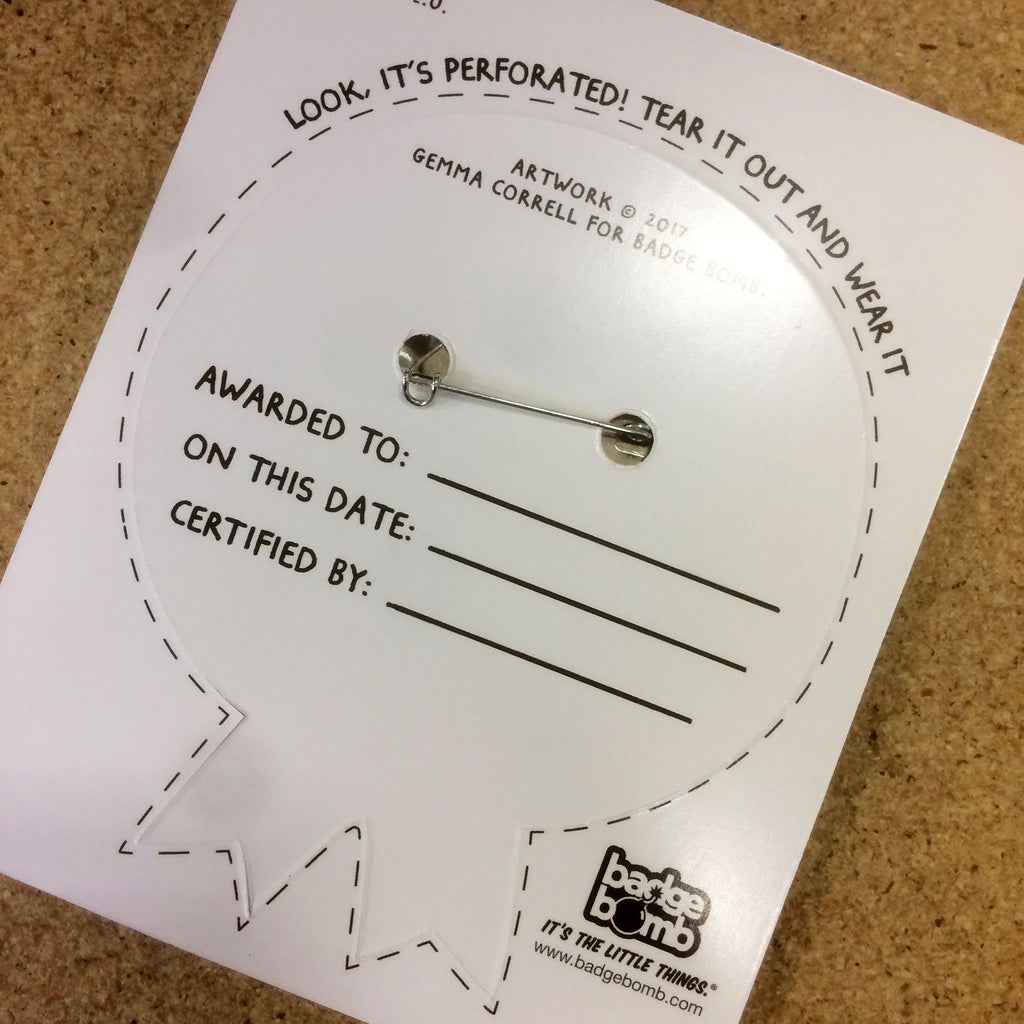 LOOK, IT'S PERFORATED! TEAR IT OUT AND WEAR IT
ARTWORK © 2017
GEMMA CORRELL FOR BADGE BOMB.
AWARDED TO:
ON THIS DATE:
CERTIFIED BY:
badge
bomb
IT'S THE LITTLE THINGS.®
www.badgebomb.com